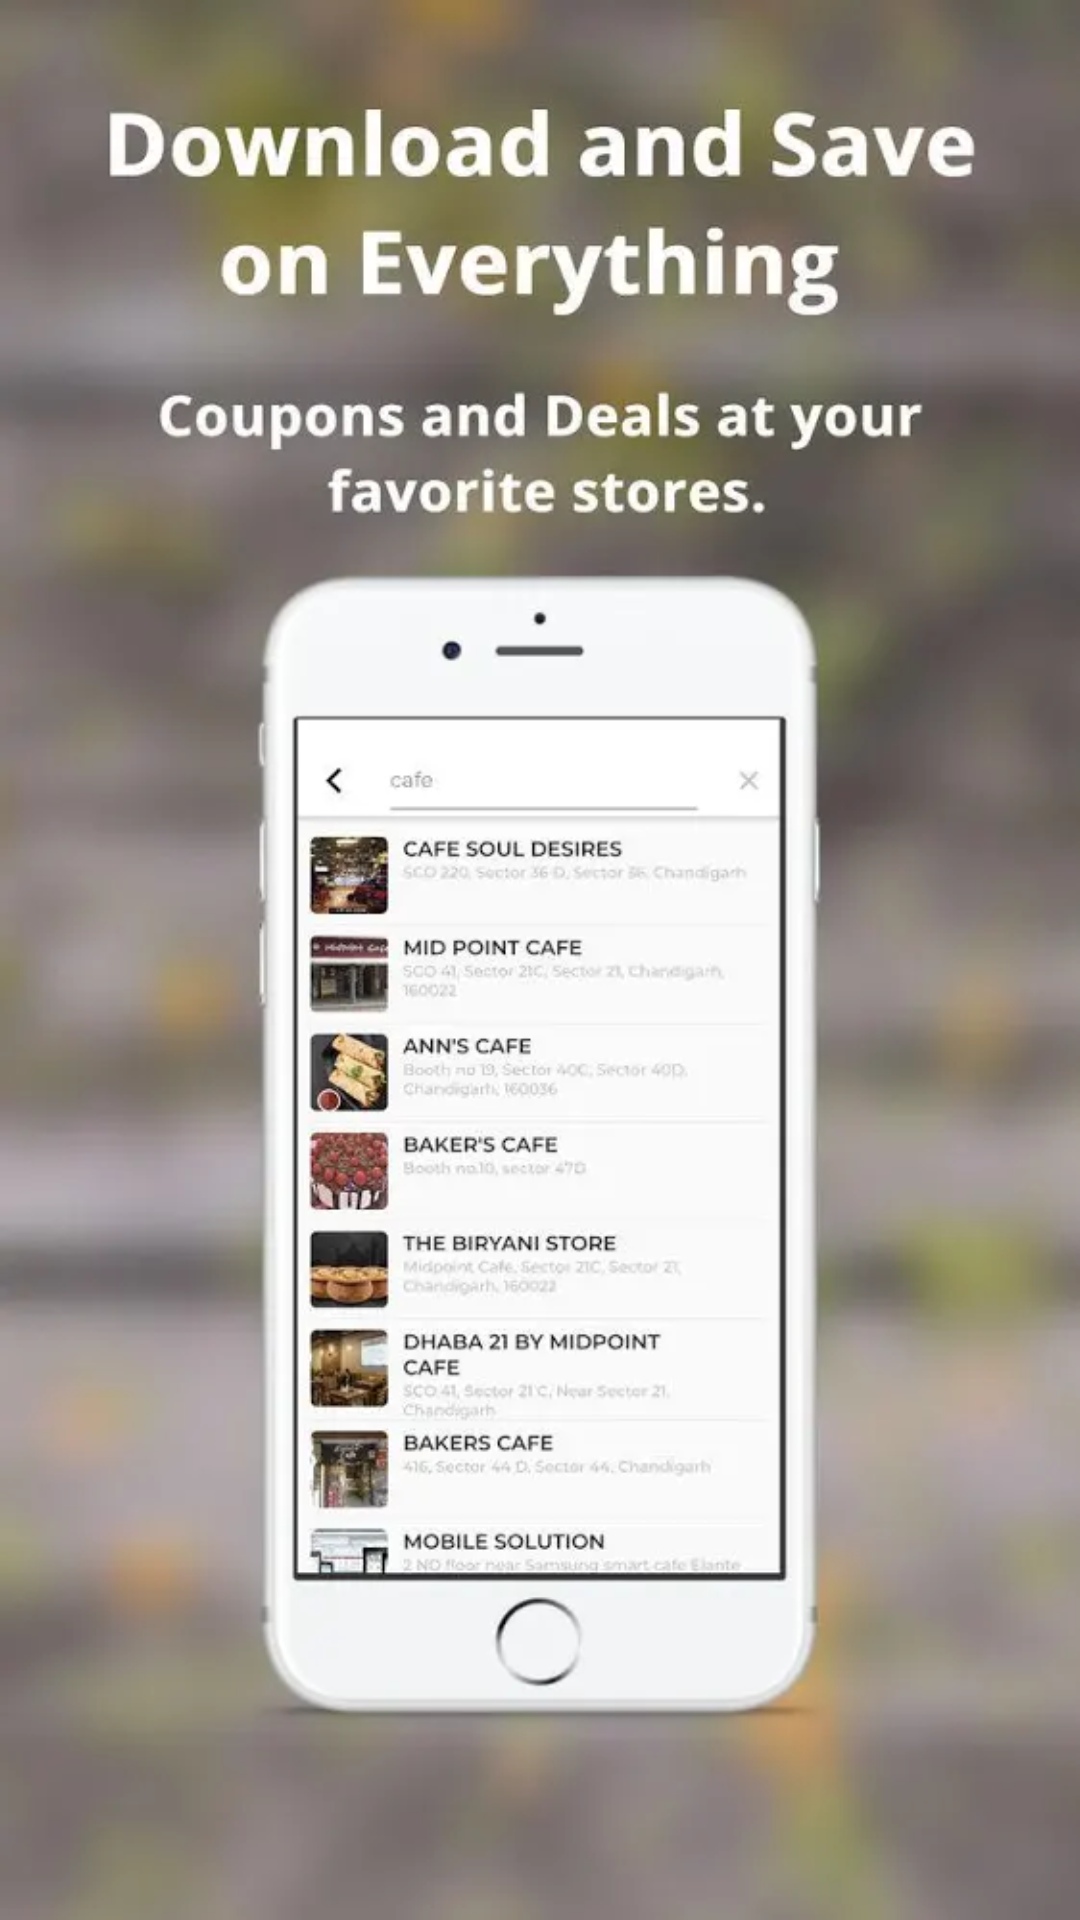 Download and Save
on Everything
Coupons and Deals at your
favorite stores.
cafe
CAFE SOUL DESIRES
SCO 220, Sector 36 D, Sector 36, Chandigarh
MID POINT CAFE
SCO 41, Sector 21C, Sector 21, Chandigarh,
160022
ANN'S CAFE
Booth no 19, Sector 40C, Sector 40D,
Chandigarh, 160036
BAKER'S CAFE
Booth no.10, sector 47D
THE BIRYANI STORE
Midpoint Cafe, Sector 21C, Sector 21,
Chandigarh, 160022
DHABA 21 BY MIDPOINT
CAFE
SCO 41, Sector 21 C, Near Sector 21,
Chandigarh
BAKERS CAFE
416, Sector 44 D, Sector 44, Chandigarh
MOBILE SOLUTION
2 NO floor near Samsung smart cafe Elante